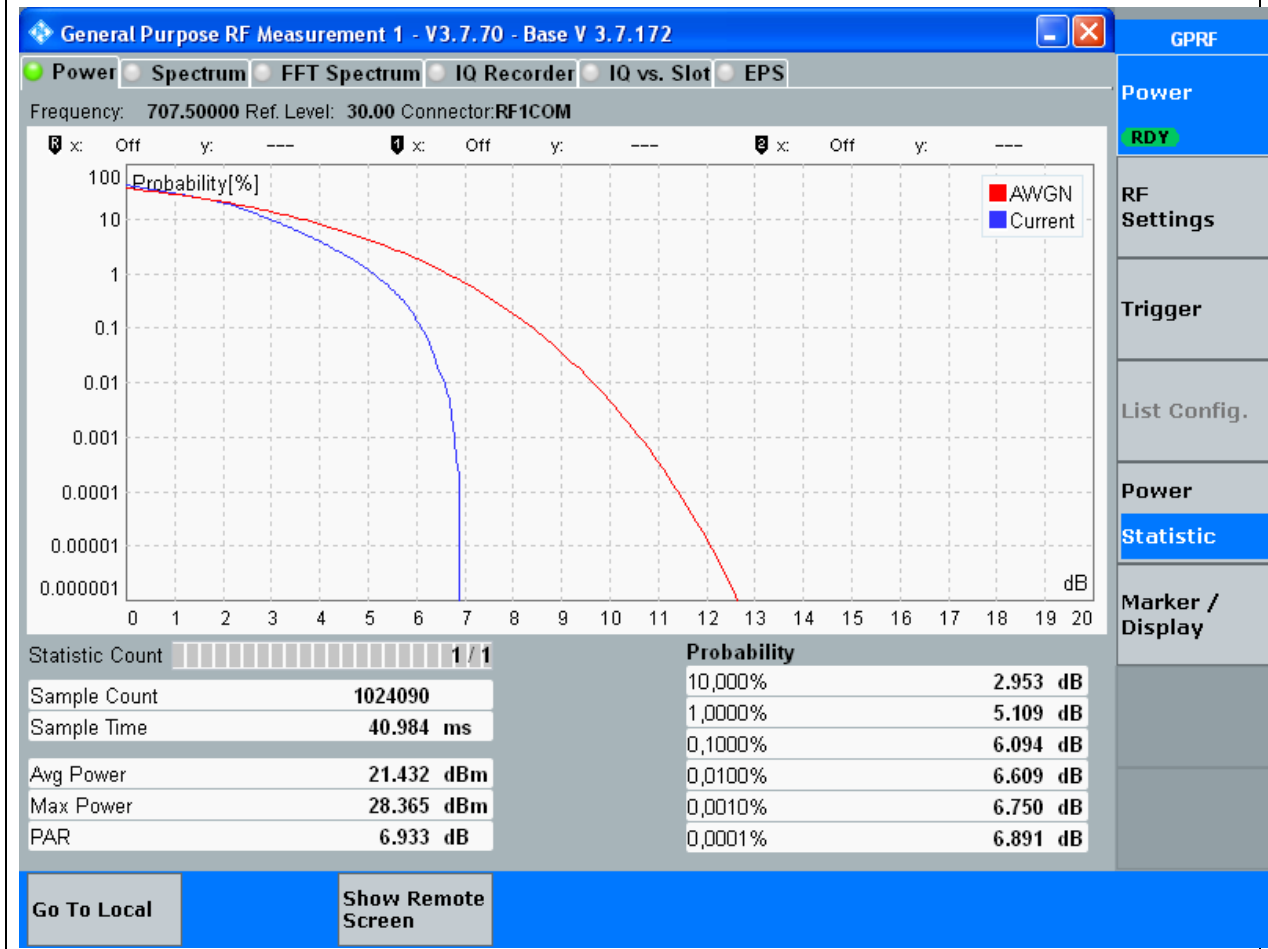 General Purpose RF Measurement 1 - V3.7.70 - Base V 3.7.172
GPRF
Power Spectrum FFT Spectrum IQ Recorder IQ vs. Slot EPS
Frequency: 707.50000 Ref. Level: 30.00 Connector:RF1COM
R x: Off y: --- 1 x: Off y: --- 2 x: Off y: ---
Probability[%]
AWGN
Current
100
10
1
0.1
0.01
0.001
0.0001
0.00001
0.000001
dB
0 1 2 3 4 5 6 7 8 9 10 11 12 13 14 15 16 17 18 19 20
Statistic Count 1 / 1
Sample Count 1024090
Sample Time 40.984 ms
Avg Power 21.432 dBm
Max Power 28.365 dBm
PAR 6.933 dB
Probability
10,000% 2.953 dB
1,0000% 5.109 dB
0,1000% 6.094 dB
0,0100% 6.609 dB
0,0010% 6.750 dB
0,0001% 6.891 dB
Power
RDY
RF
Settings
Trigger
List Config.
Power
Statistic
Marker /
Display
Go To Local
Show Remote
Screen